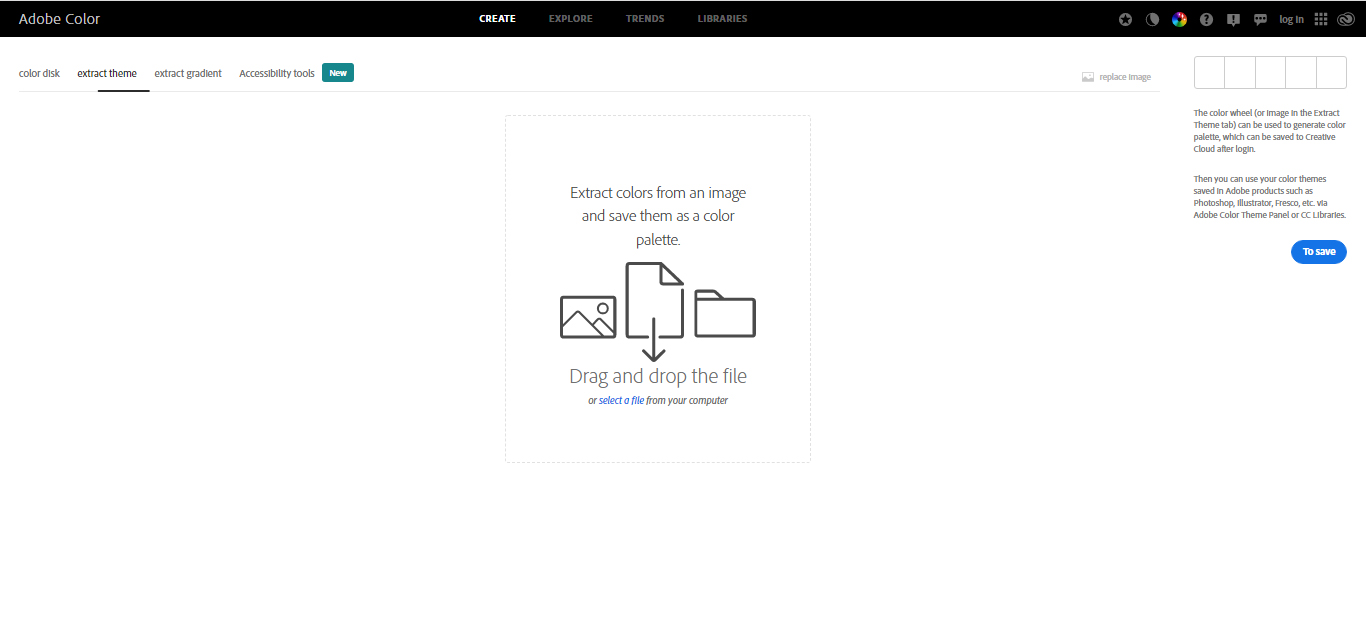 Adobe Color
CREATE
EXPLORE
TRENDS
LIBRARIES
log in
color disk
extract theme
extract gradient
Accessibility tools
New
replace image
Extract colors from an image
and save them as a color
palette.
Drag and drop the file
or select a file from your computer
The color wheel (or image in the Extract
Theme tab) can be used to generate color
palette, which can be saved to Creative
Cloud after login.
Then you can use your color themes
saved in Adobe products such as
Photoshop, Illustrator, Fresco, etc. via
Adobe Color Theme Panel or CC Libraries.
To save